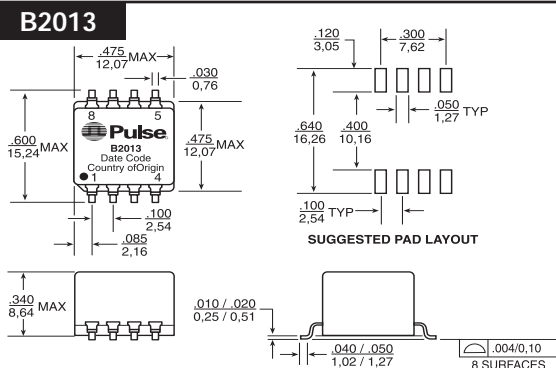 B2013
.475 MAX
12,07
.030
0,76
8 5
Pulse
B2013
Date Code
Country ofOrigin
1 4
.600 MAX
15,24
.475 MAX
12,07
.100
2,54
.085
2,16
.120
3,05
.300
7,62
.050 TYP
1,27
.640
16,26
.400
10,16
.100 TYP
2,54
SUGGESTED PAD LAYOUT
.340 MAX
8,64
.010 / .020
0,25 / 0,51
.040 / .050
1,02 / 1,27
.004/0,10
8 SURFACES